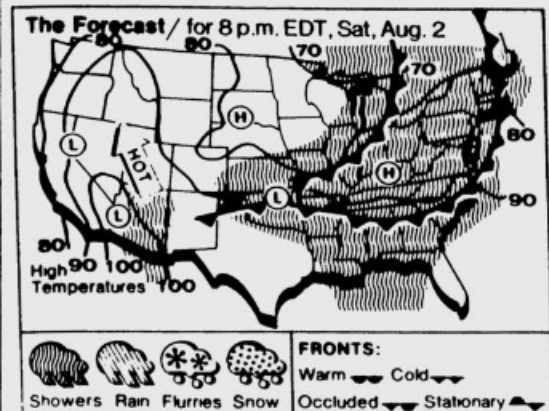 The Forecast / for 8 p.m. EDT, Sat, Aug. 2
80 80 70
70
H
L
HOT
80
H
L
L
90
80
High 90 100 100
Temperatures
FRONTS:
Warm Cold
Showers Rain Flurries Snow
Occluded Stationary